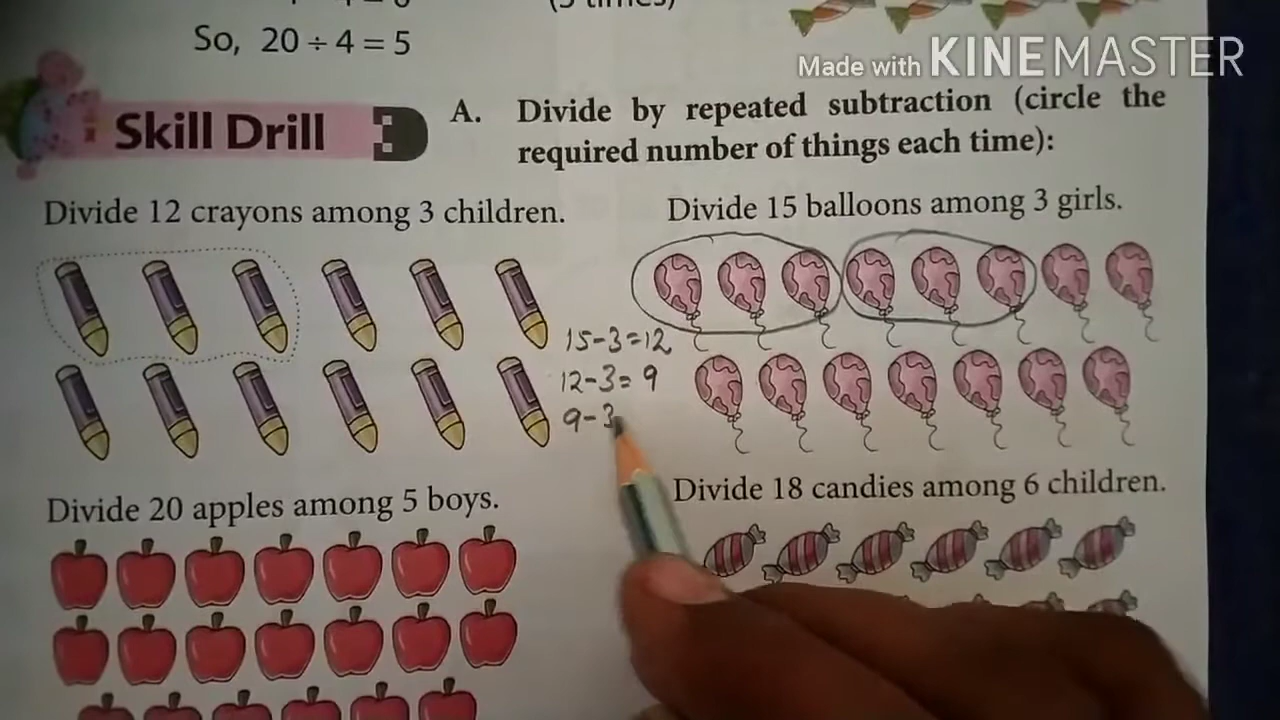 So, 20 ÷ 4 = 5
Made with KINEMASTER
Skill Drill 3
A. Divide by repeated subtraction (circle the
required number of things each time):
Divide 12 crayons among 3 children.
Divide 15 balloons among 3 girls.
15-3=12
12-3=9
9-3
Divide 20 apples among 5 boys.
Divide 18 candies among 6 children.